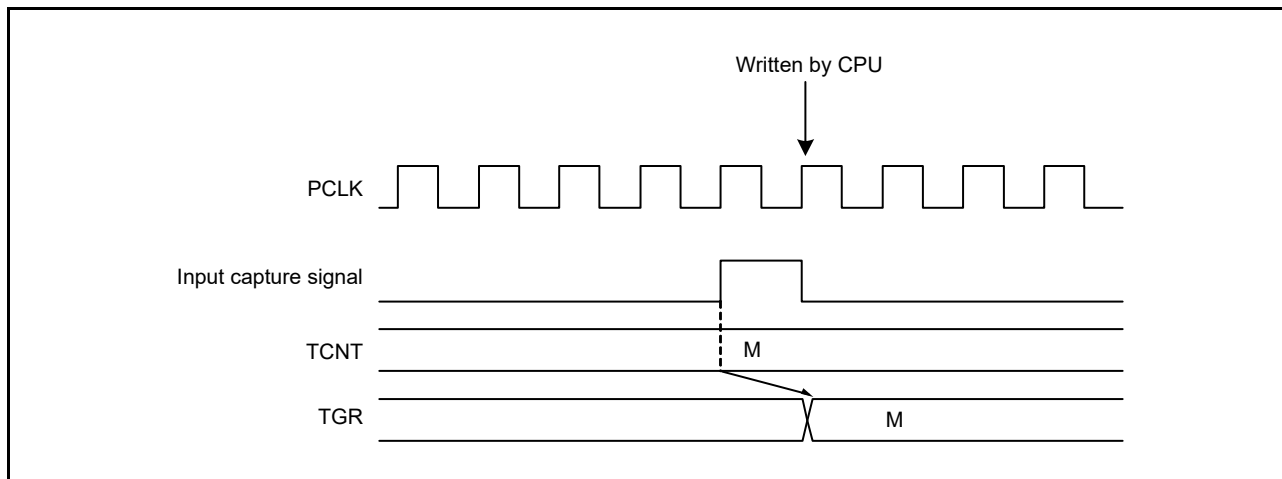 Written by CPU
PCLK
Input capture signal
TCNT
M
TGR
M